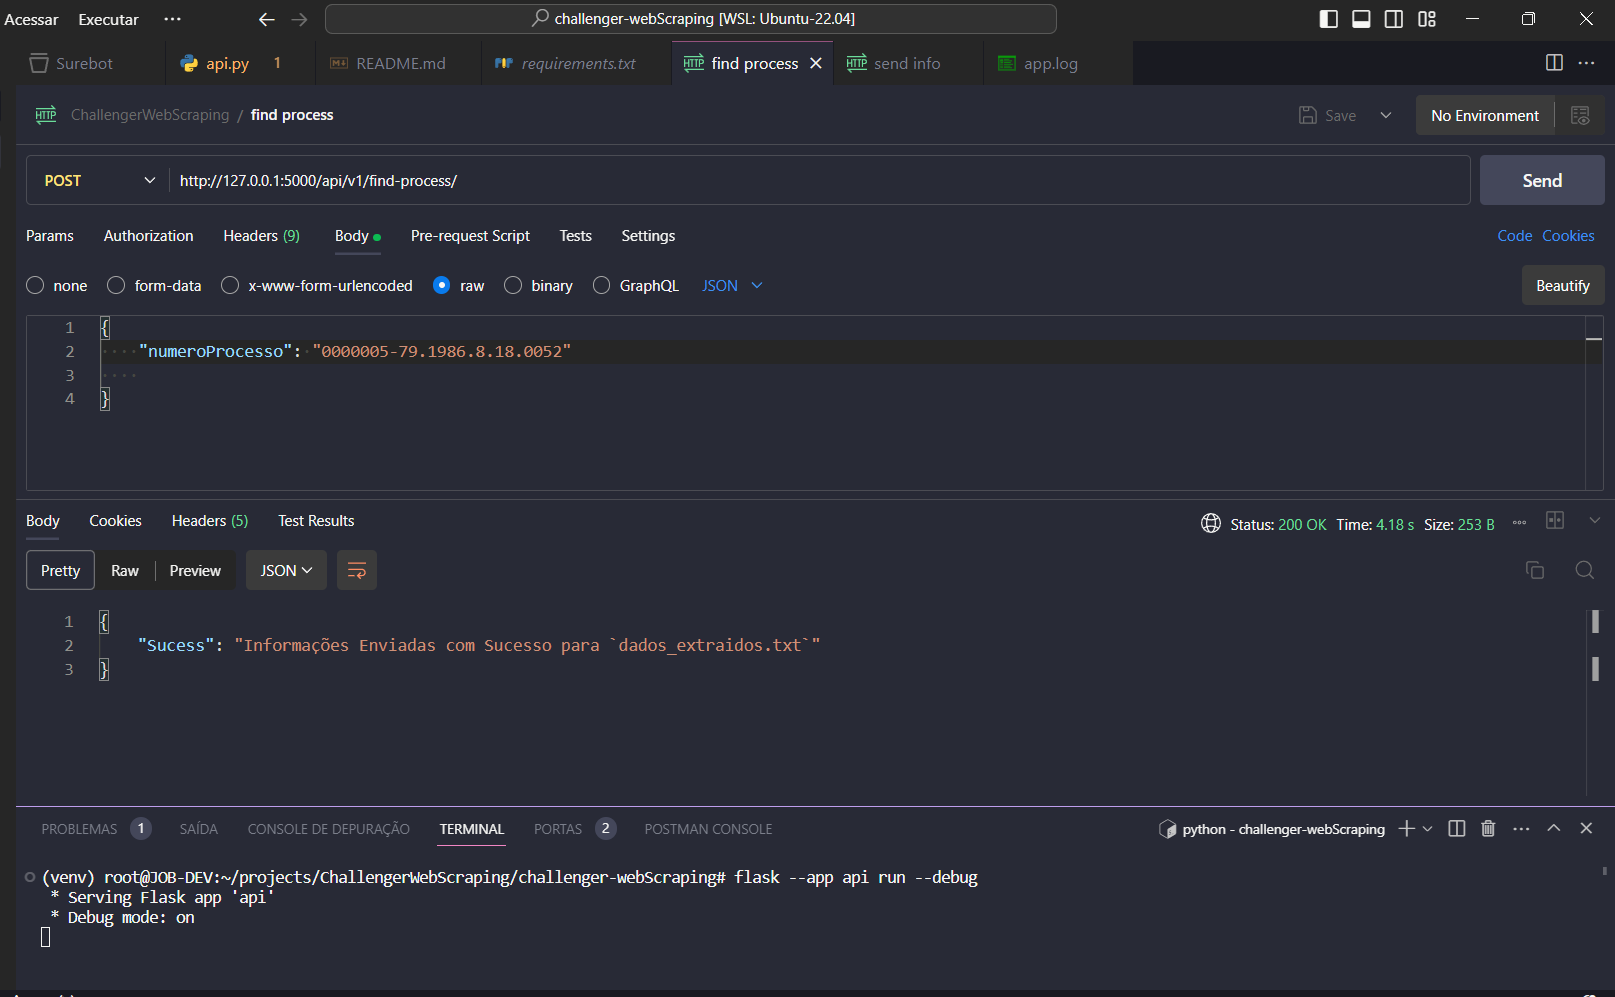 Acessar Executar ··· challenger-webScraping [WSL: Ubuntu-22.04]
Surebot api.py 1 README.md requirements.txt find process send info app.log
HTTP ChallengerWebScraping / find process Save No Environment
POST http://127.0.0.1:5000/api/v1/find-process/ Send
Params Authorization Headers (9) Body Pre-request Script Tests Settings Code Cookies
none form-data x-www-form-urlencoded raw binary GraphQL JSON Beautify
1 {
2 "numeroProcesso": "0000005-79.1986.8.18.0052"
3
4 }
Body Cookies Headers (5) Test Results Status: 200 OK Time: 4.18 s Size: 253 B
Pretty Raw Preview JSON
1 {
2 "Sucess": "Informações Enviadas com Sucesso para `dados_extraidos.txt`"
3 }
PROBLEMAS 1 SAÍDA CONSOLE DE DEPURAÇÃO TERMINAL PORTAS 2 POSTMAN CONSOLE python - challenger-webScraping
(venv) root@JOB-DEV:~/projects/ChallengerWebScraping/challenger-webScraping# flask --app api run --debug
* Serving Flask app 'api'
* Debug mode: on